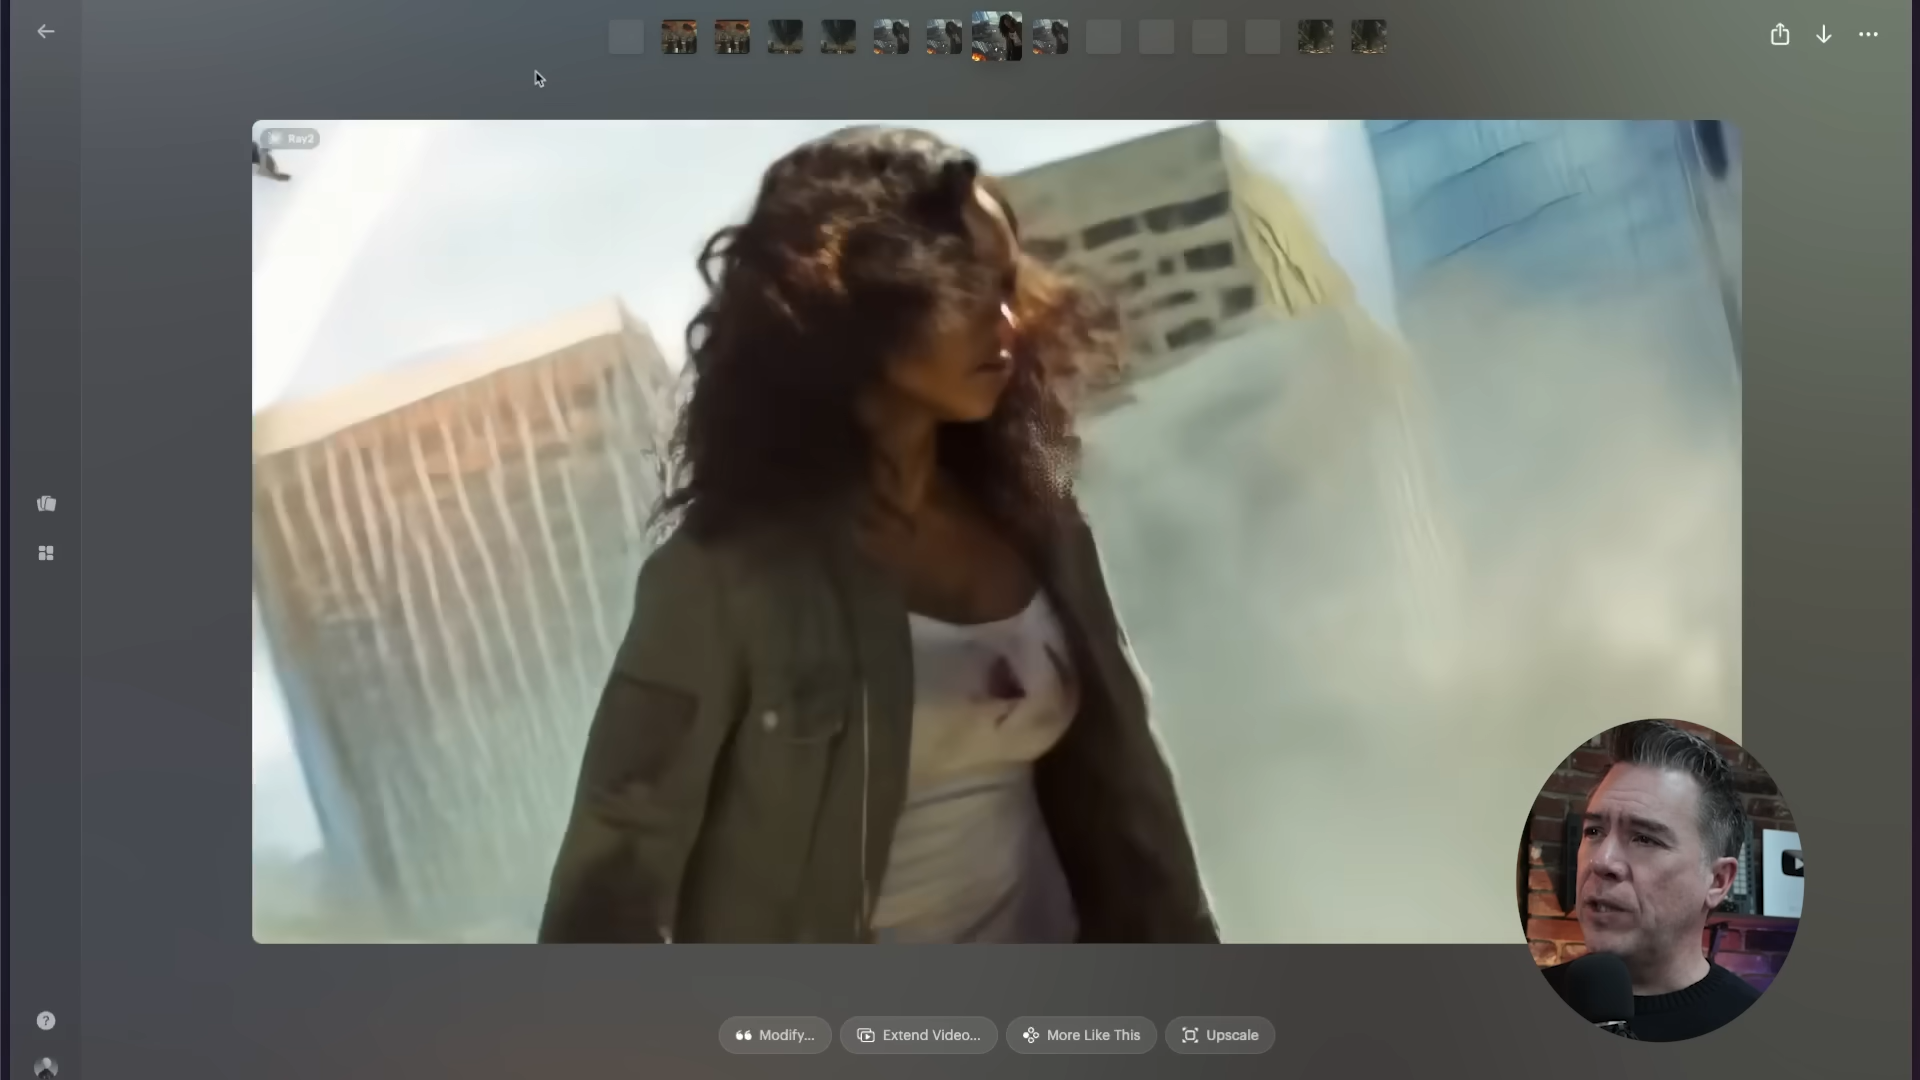 Ray2
Modify...
Extend Video...
More Like This
Upscale
?